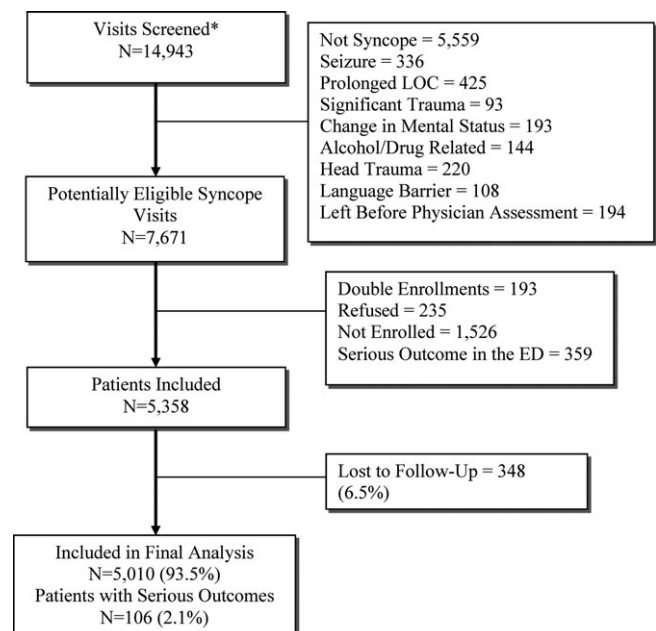 Visits Screened*
N=14,943
Not Syncope = 5,559
Seizure = 336
Prolonged LOC = 425
Significant Trauma = 93
Change in Mental Status = 193
Alcohol/Drug Related = 144
Head Trauma = 220
Language Barrier = 108
Left Before Physician Assessment = 194
Potentially Eligible Syncope
Visits
N=7,671
Double Enrollments = 193
Refused = 235
Not Enrolled = 1,526
Serious Outcome in the ED = 359
Patients Included
N=5,358
Lost to Follow-Up = 348
(6.5%)
Included in Final Analysis
N=5,010 (93.5%)
Patients with Serious Outcomes
N=106 (2.1%)